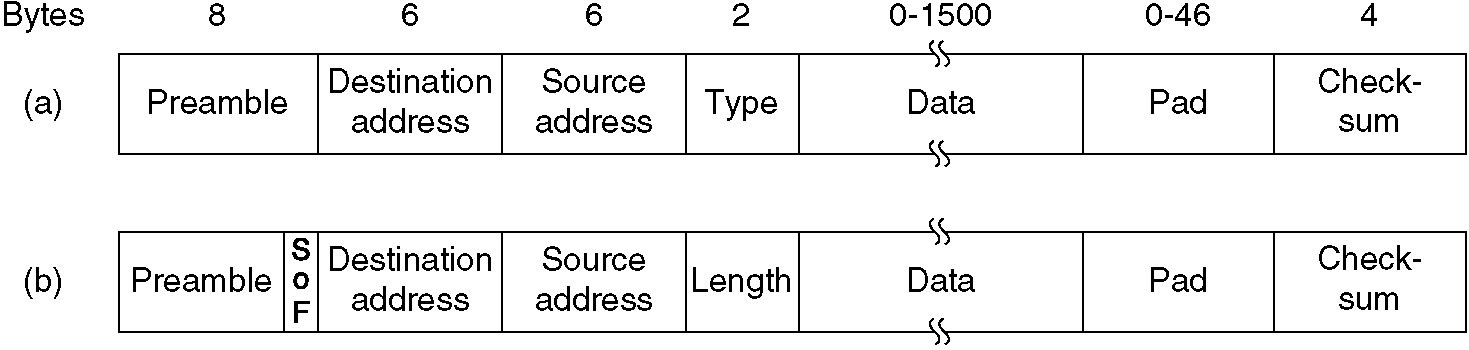 Bytes 8 6 6 2 0-1500 0-46 4
(a) Preamble Destination address Source address Type Data Pad Check-sum
(b) Preamble SoF Destination address Source address Length Data Pad Check-sum